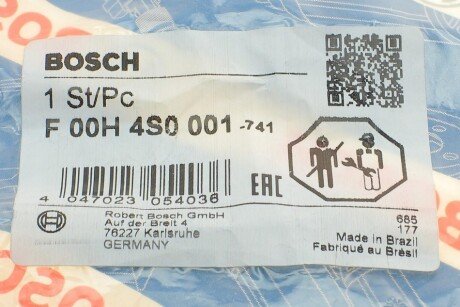 BOSCH
1 St/Pc
F 00H 4S0 001 -741
4 047023 054036
EAC
Robert Bosch GmbH
Auf der Breit 4
76227 Karlsruhe
GERMANY
685
177
Made in Brazil
Fabriqué au Brésil